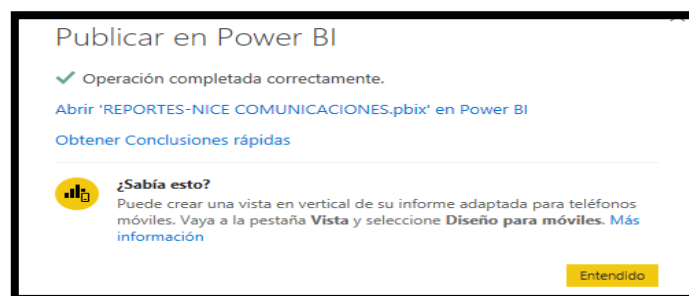 Publicar en Power BI
Operación completada correctamente.
Abrir 'REPORTES-NICE COMUNICACIONES.pbix' en Power BI
Obtener Conclusiones rápidas
¿Sabía esto?
Puede crear una vista en vertical de su informe adaptada para teléfonos
móviles. Vaya a la pestaña Vista y seleccione Diseño para móviles. Más
información
Entendido